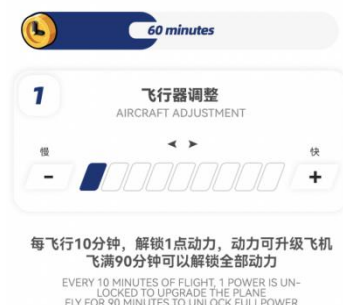 L
60 minutes
1
飞行器调整
AIRCRAFT ADJUSTMENT
慢 < > 快
- +
每飞行10分钟，解锁1点动力，动力可升级飞机
飞满90分钟可以解锁全部动力
EVERY 10 MINUTES OF FLIGHT, 1 POWER IS UN-
LOCKED TO UPGRADE THE PLANE
FLY FOR 90 MINUTES TO UNLOCK FULL POWER